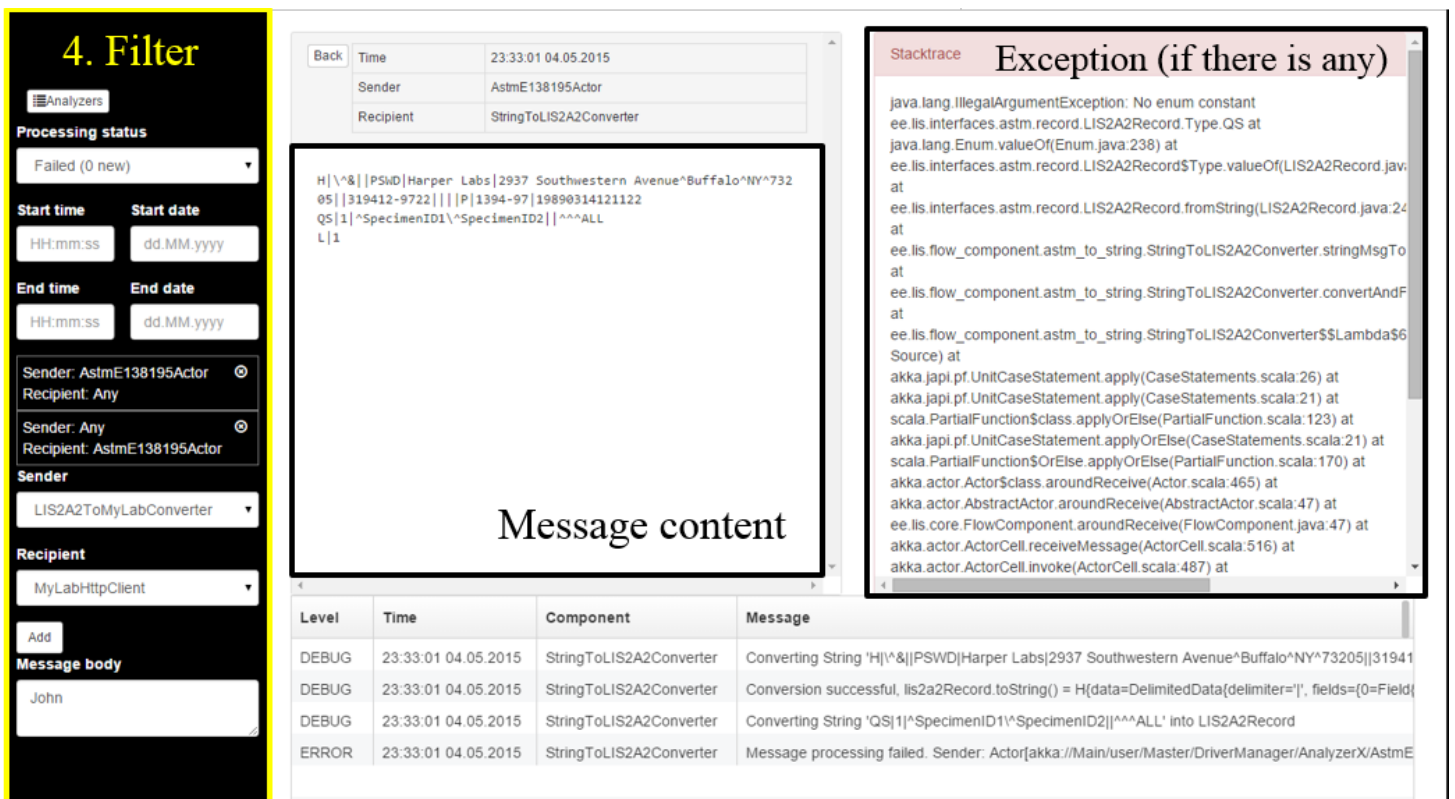 4. Filter
Analyzers
Processing status
Failed (0 new)
Start time Start date
HH:mm:ss dd.MM.yyyy
End time End date
HH:mm:ss dd.MM.yyyy
Sender: AstmE138195Actor
Recipient: Any
Sender: Any
Recipient: AstmE138195Actor
Sender
LIS2A2ToMyLabConverter
Recipient
MyLabHttpClient
Add
Message body
John
Back
Time 23:33:01 04.05.2015
Sender AstmE138195Actor
Recipient StringToLIS2A2Converter
H|\^&||PSWD|Harper Labs|2937 Southwestern Avenue^Buffalo^NY^732
05||319412-9722||||P|1394-97|19890314121122
QS|1|^SpecimenID1\^SpecimenID2||^^^ALL
L|1
Message content
Stacktrace
Exception (if there is any)
java.lang.IllegalArgumentException: No enum constant
ee.lis.interfaces.astm.record.LIS2A2Record.Type.QS at
java.lang.Enum.valueOf(Enum.java:238) at
ee.lis.interfaces.astm.record.LIS2A2Record$Type.valueOf(LIS2A2Record.jav
at
ee.lis.interfaces.astm.record.LIS2A2Record.fromString(LIS2A2Record.java:24
at
ee.lis.flow_component.astm_to_string.StringToLIS2A2Converter.stringMsgTo
at
ee.lis.flow_component.astm_to_string.StringToLIS2A2Converter.convertAndF
at
ee.lis.flow_component.astm_to_string.StringToLIS2A2Converter$$Lambda$6
Source) at
akka.japi.pf.UnitCaseStatement.apply(CaseStatements.scala:26) at
akka.japi.pf.UnitCaseStatement.apply(CaseStatements.scala:21) at
scala.PartialFunction$class.applyOrElse(PartialFunction.scala:123) at
akka.japi.pf.UnitCaseStatement.applyOrElse(CaseStatements.scala:21) at
scala.PartialFunction$OrElse.applyOrElse(PartialFunction.scala:170) at
akka.actor.Actor$class.aroundReceive(Actor.scala:465) at
akka.actor.AbstractActor.aroundReceive(AbstractActor.scala:47) at
ee.lis.core.FlowComponent.aroundReceive(FlowComponent.java:47) at
akka.actor.ActorCell.receiveMessage(ActorCell.scala:516) at
akka.actor.ActorCell.invoke(ActorCell.scala:487) at
Level Time Component Message
DEBUG 23:33:01 04.05.2015 StringToLIS2A2Converter Converting String 'H|\^&||PSWD|Harper Labs|2937 Southwestern Avenue^Buffalo^NY^73205||31941
DEBUG 23:33:01 04.05.2015 StringToLIS2A2Converter Conversion successful, lis2a2Record.toString() = H{data=DelimitedData{delimiter='|', fields={0=Field{
DEBUG 23:33:01 04.05.2015 StringToLIS2A2Converter Converting String 'QS|1|^SpecimenID1\^SpecimenID2||^^^ALL' into LIS2A2Record
ERROR 23:33:01 04.05.2015 StringToLIS2A2Converter Message processing failed. Sender: Actor[akka://Main/user/Master/DriverManager/AnalyzerX/AstmE